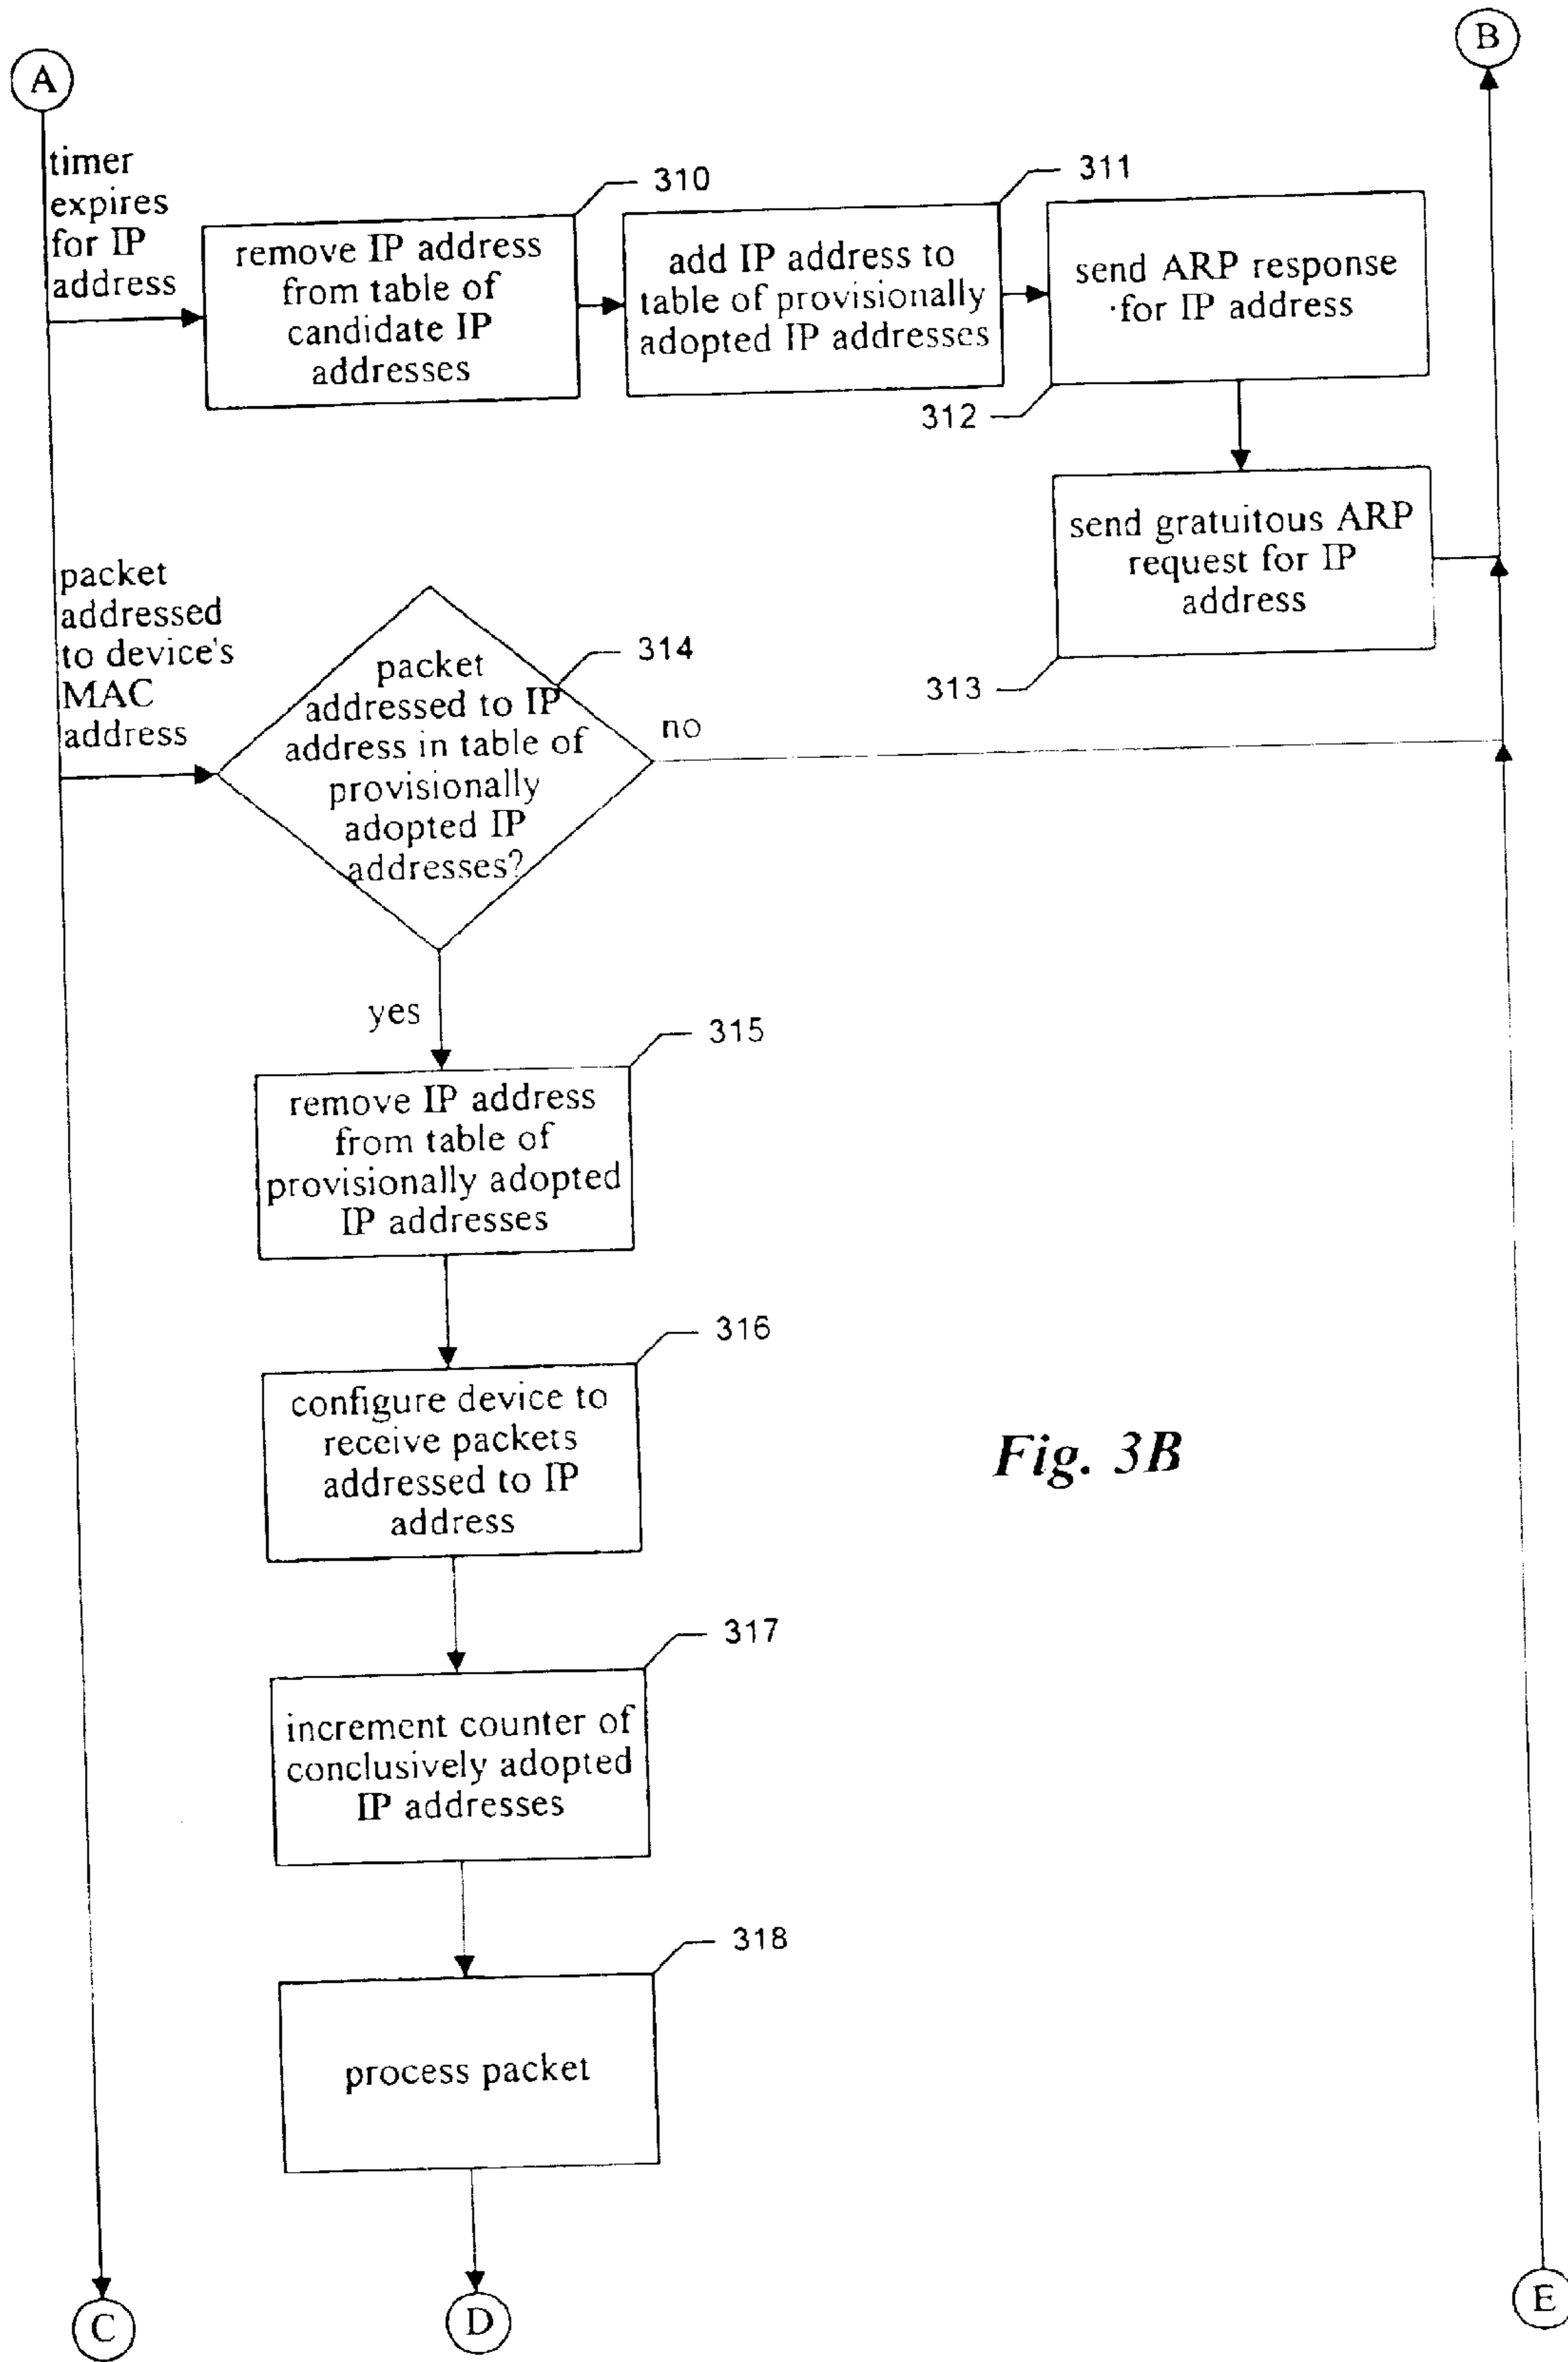 A
B
timer
expires
for IP
address
310
remove IP address
from table of
candidate IP
addresses
311
add IP address to
table of provisionally
adopted IP addresses
312
send ARP response
for IP address
313
send gratuitous ARP
request for IP
address
packet
addressed
to device's
MAC
address
314
packet
addressed to IP
address in table of
provisionally
adopted IP
addresses?
no
yes
315
remove IP address
from table of
provisionally adopted
IP addresses
316
configure device to
receive packets
addressed to IP
address
Fig. 3B
317
increment counter of
conclusively adopted
IP addresses
318
process packet
C
D
E